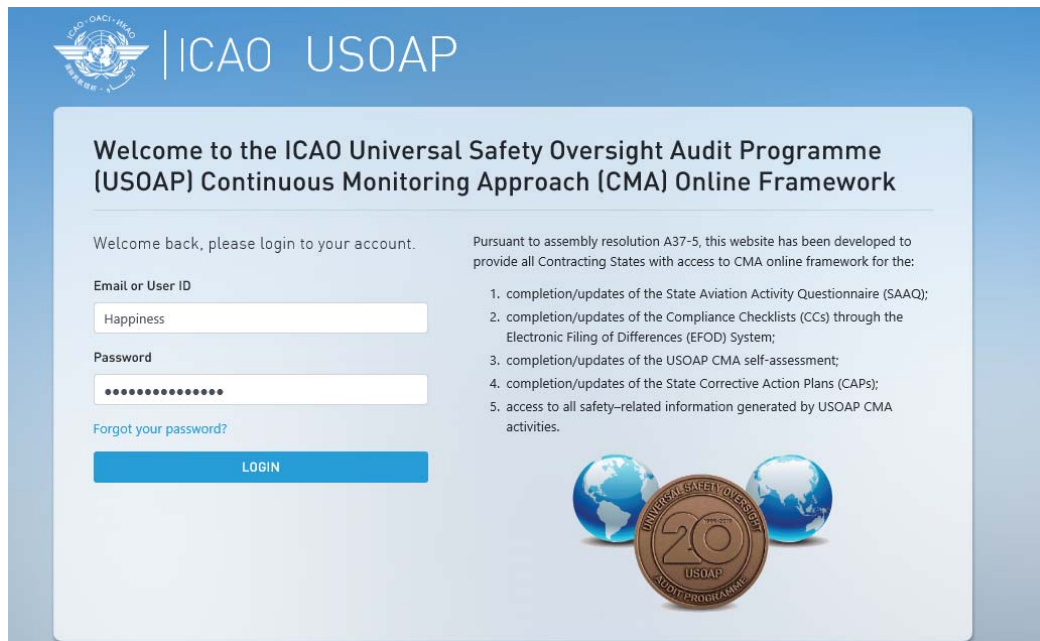 ICAO · OACI · ИКАО
ICAO USOAP
Welcome to the ICAO Universal Safety Oversight Audit Programme
(USOAP) Continuous Monitoring Approach (CMA) Online Framework
Welcome back, please login to your account.
Email or User ID
Happiness
Password
•••••••••••••••
Forgot your password?
LOGIN
Pursuant to assembly resolution A37-5, this website has been developed to
provide all Contracting States with access to CMA online framework for the:
1. completion/updates of the State Aviation Activity Questionnaire (SAAQ);
2. completion/updates of the Compliance Checklists (CCs) through the
Electronic Filing of Differences (EFOD) System;
3. completion/updates of the USOAP CMA self-assessment;
4. completion/updates of the State Corrective Action Plans (CAPs);
5. access to all safety–related information generated by USOAP CMA
activities.
UNIVERSAL SAFETY OVERSIGHT
20
USOAP
AUDIT PROGRAMME